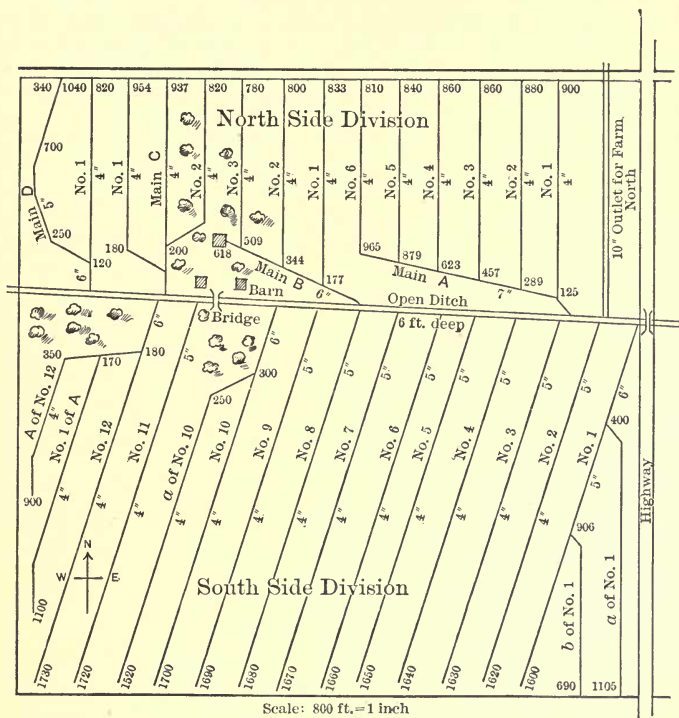 340 1040 820 954 937 820 780 800 833 810 840 860 860 880 900
North Side Division
700
Main D
5"
No. 1
4"
No. 1
4"
Main C
4"
No. 2
4"
No. 3
4"
No. 2
4"
No. 1
4"
No. 6
4"
No. 5
4"
No. 4
4"
No. 3
4"
No. 2
4"
No. 1
4"
10" Outlet for Farm
North
250
120
6"
180
200
618
509
344
177
Main B
6"
Barn
965
879
623
457
289
125
Main A
7"
Open Ditch
6 ft. deep
Bridge
350
170
180
6"
5"
250
300
6"
5"
5"
5"
5"
5"
5"
5"
5"
6"
400
5"
906
A of No. 12
4"
No. 1 of A
4"
No. 12
4"
No. 11
4"
a of No. 10
4"
No. 10
4"
No. 9
4"
No. 8
4"
No. 7
4"
No. 6
4"
No. 5
4"
No. 4
4"
No. 3
4"
No. 2
4"
No. 1
4"
900
N
W E
1100
South Side Division
b of No. 1
a of No. 1
Highway
1730 1720 1520 1700 1690 1680 1670 1660 1650 1640 1630 1620 1600 690 1105
Scale: 800 ft.=1 inch